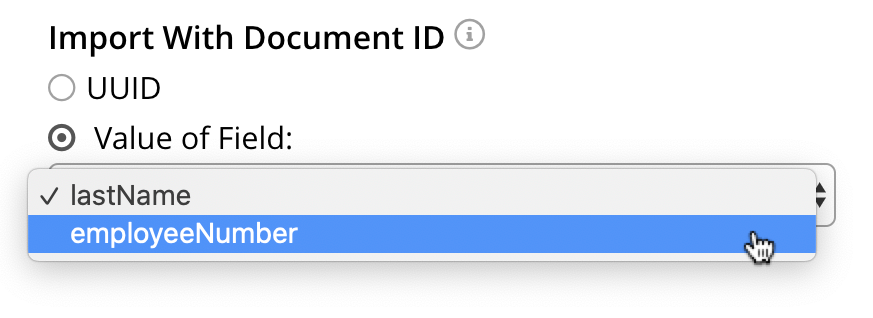 Import With Document ID
UUID
Value of Field:
lastName
employeeNumber